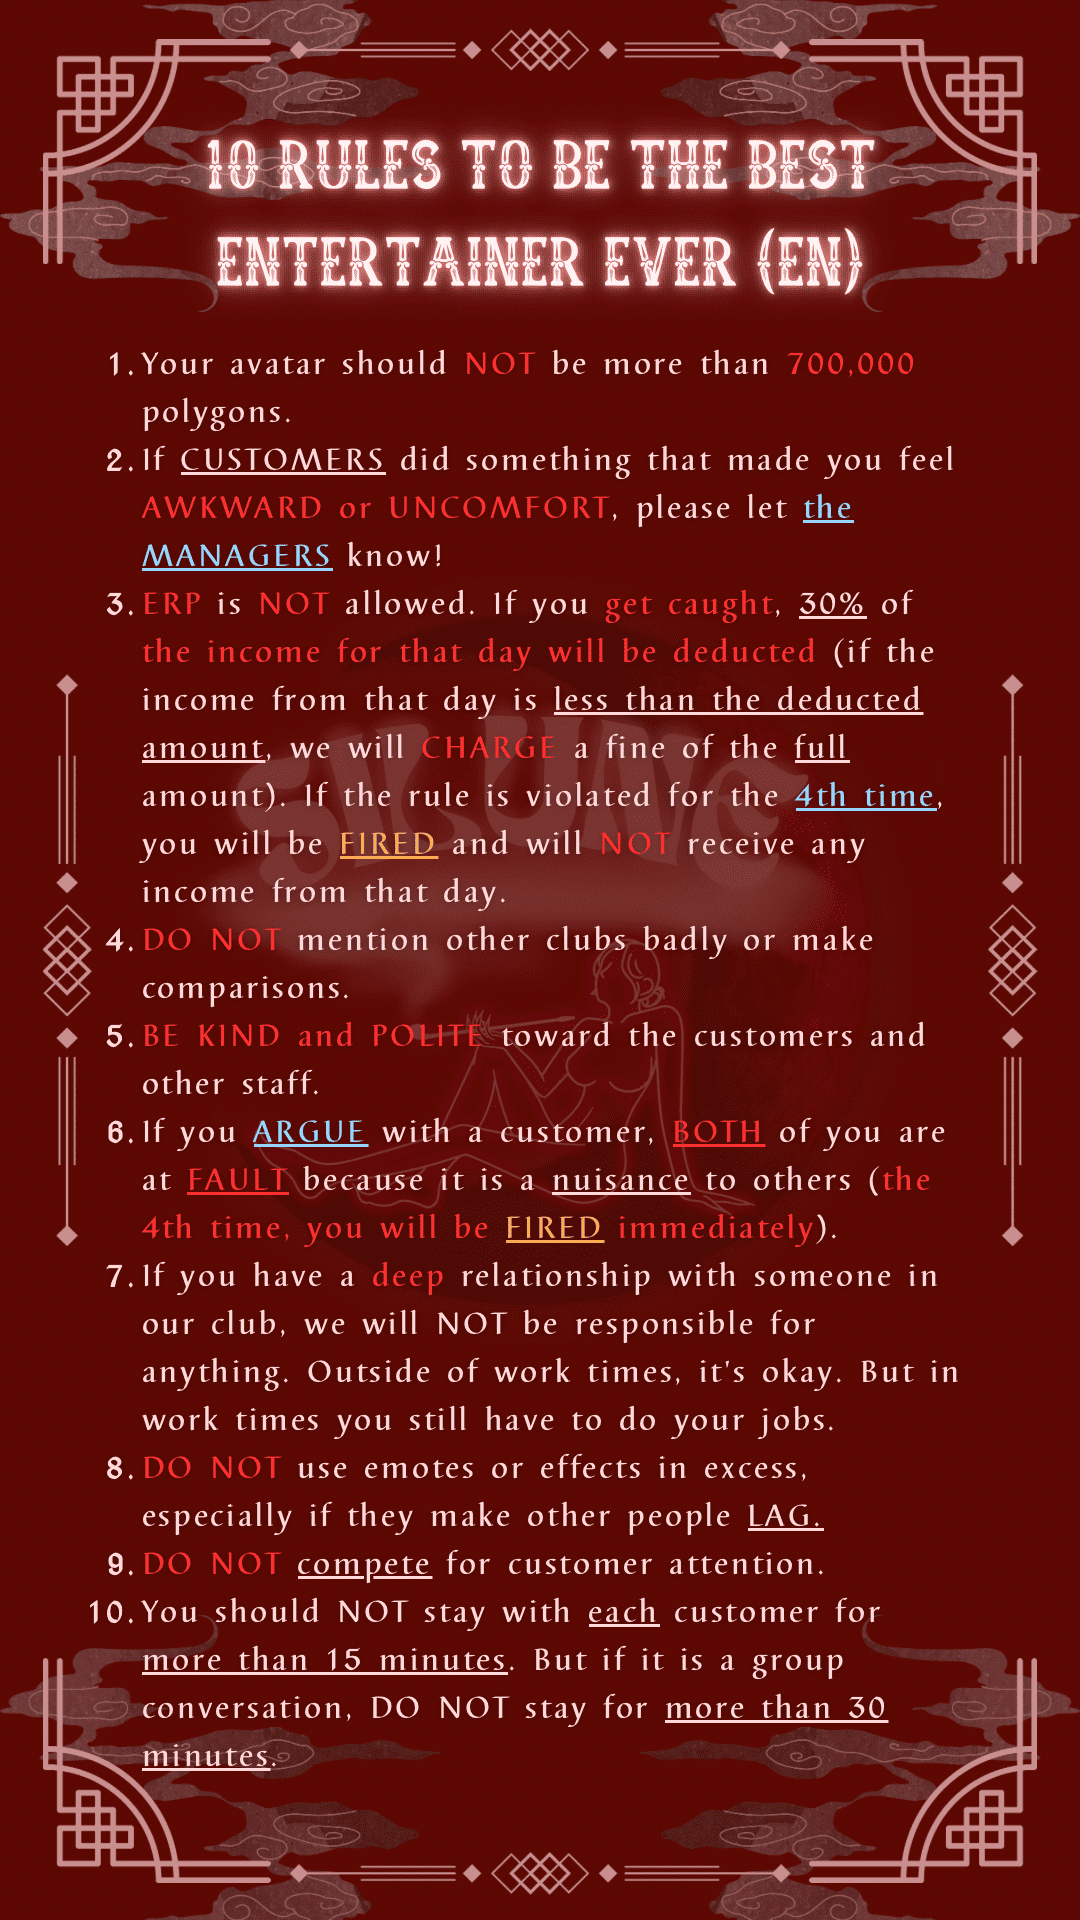 10 RULES TO BE THE BEST
ENTERTAINER EVER (EN)
1. Your avatar should NOT be more than 700,000
polygons.
2. If CUSTOMERS did something that made you feel
AWKWARD or UNCOMFORT, please let the
MANAGERS know!
3. ERP is NOT allowed. If you get caught, 30% of
the income for that day will be deducted (if the
income from that day is less than the deducted
amount, we will CHARGE a fine of the full
amount). If the rule is violated for the 4th time,
you will be FIRED and will NOT receive any
income from that day.
4. DO NOT mention other clubs badly or make
comparisons.
5. BE KIND and POLITE toward the customers and
other staff.
6. If you ARGUE with a customer, BOTH of you are
at FAULT because it is a nuisance to others (the
4th time, you will be FIRED immediately).
7. If you have a deep relationship with someone in
our club, we will NOT be responsible for
anything. Outside of work times, it's okay. But in
work times you still have to do your jobs.
8. DO NOT use emotes or effects in excess,
especially if they make other people LAG.
9. DO NOT compete for customer attention.
10. You should NOT stay with each customer for
more than 15 minutes. But if it is a group
conversation, DO NOT stay for more than 30
minutes.